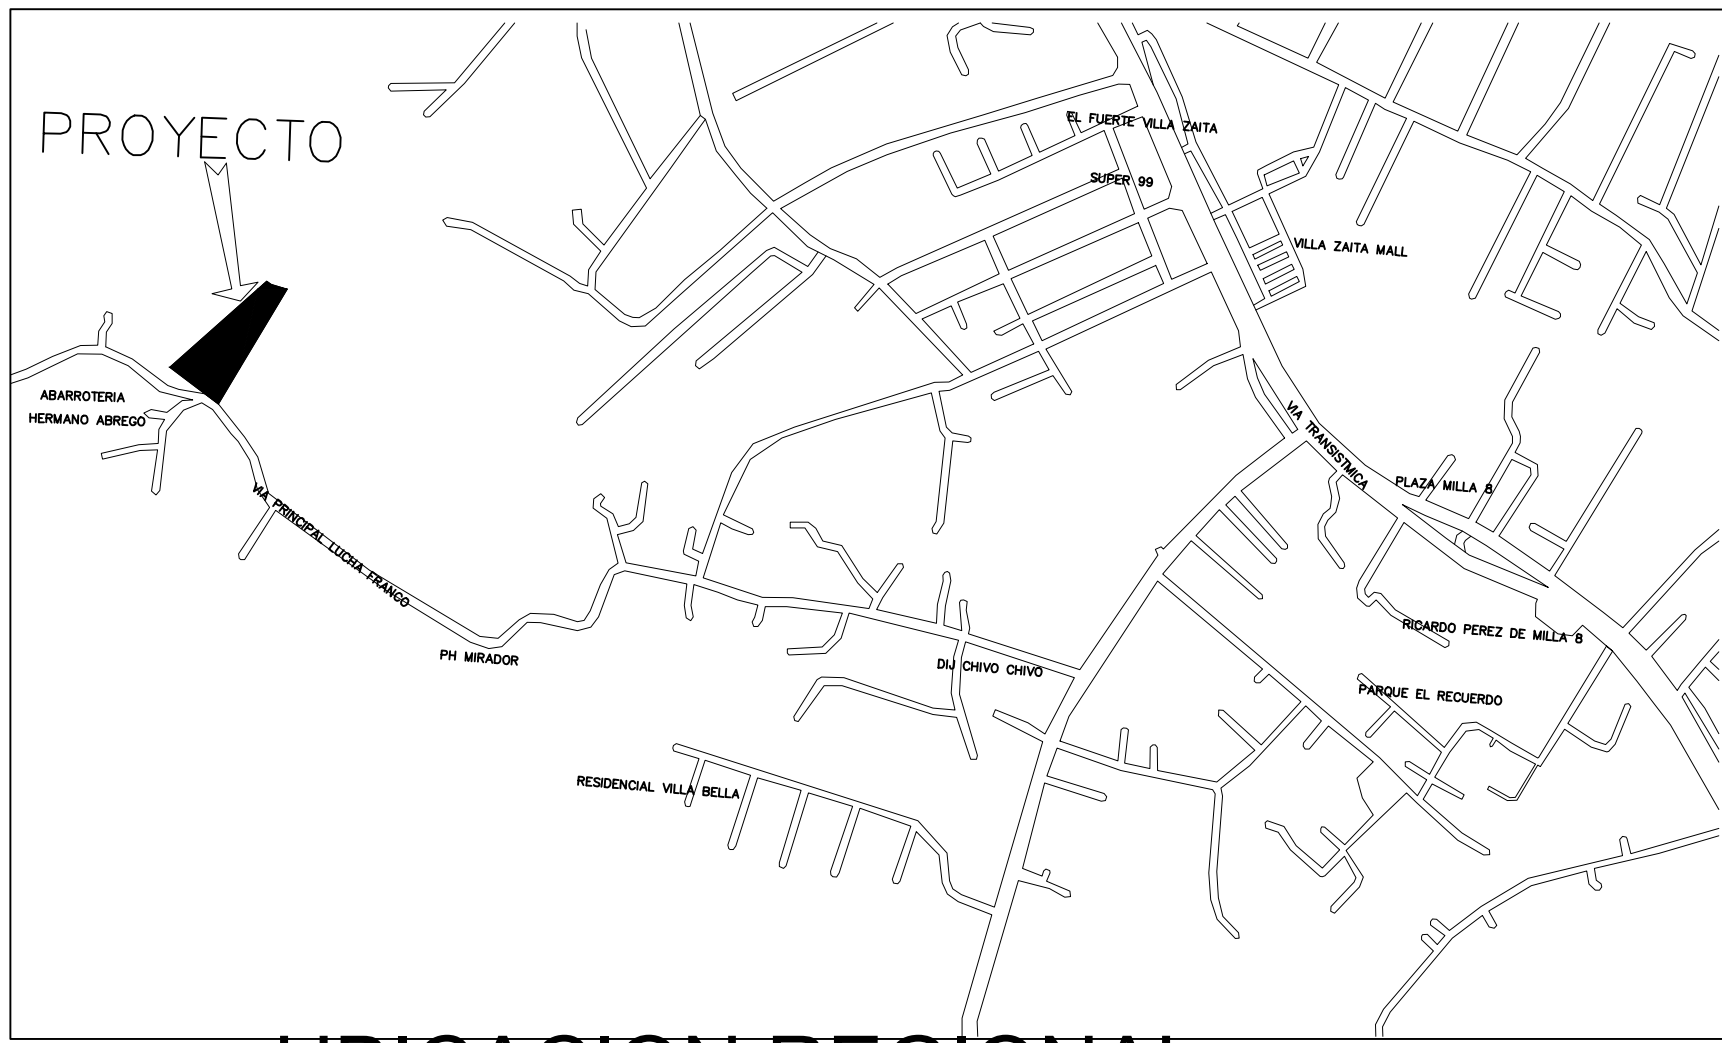 PROYECTO
EL FUERTE VILLA ZAITA
SUPER 99
VILLA ZAITA MALL
ABARROTERIA
HERMANO ABREGO
VIA TRANSISTMICA
PLAZA MILLA 8
VIA PRINCIPAL LUCHA FRANCO
RICARDO PEREZ DE MILLA 8
PH MIRADOR
DIJ CHIVO CHIVO
PARQUE EL RECUERDO
RESIDENCIAL VILLA BELLA
UBICACION REGIONAL